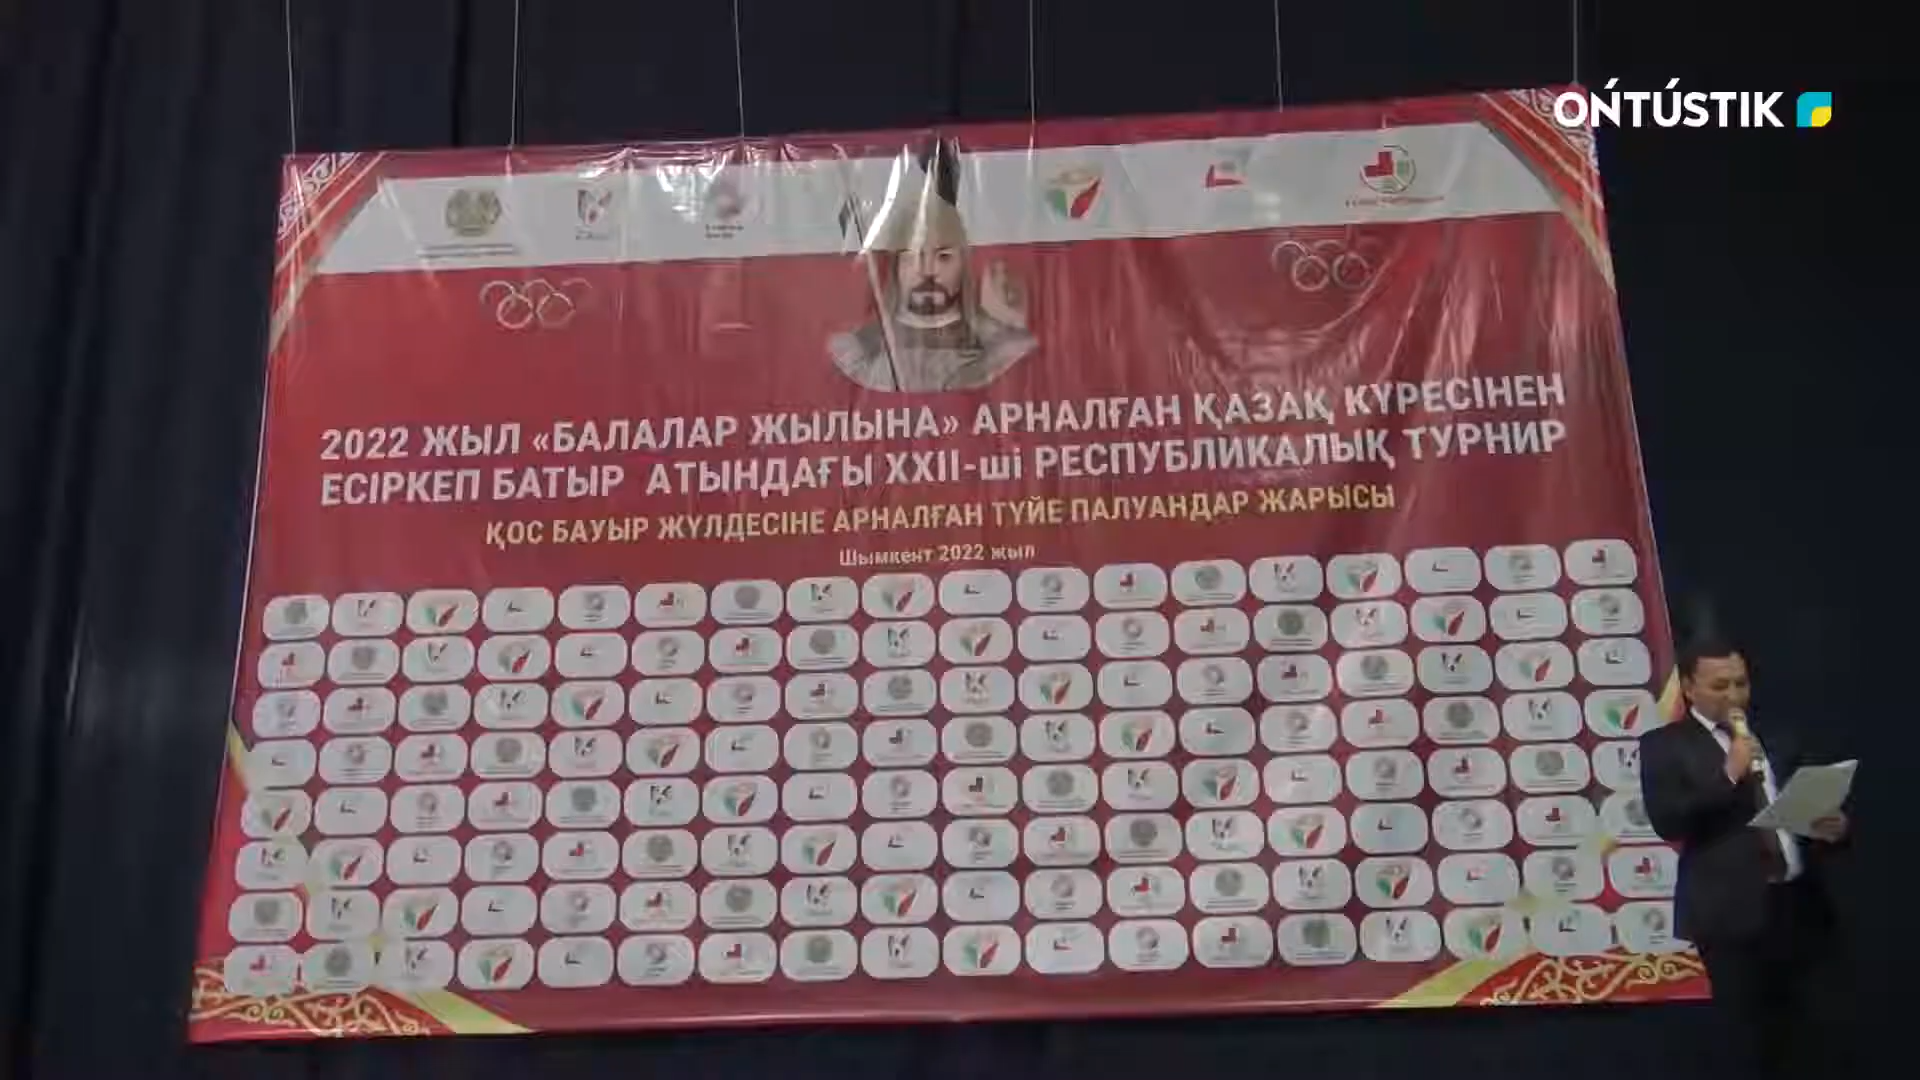 OŃTÚSTIK
2022 ЖЫЛ «БАЛАЛАР ЖЫЛЫНА» АРНАЛҒАН ҚАЗАҚ КҮРЕСІНЕН
ЕСІРКЕП БАТЫР АТЫНДАҒЫ XXII-ші РЕСПУБЛИКАЛЫҚ ТУРНИР
ҚОС БАУЫР ЖҮЛДЕСІНЕ АРНАЛҒАН ТҮЙЕ ПАЛУАНДАР ЖАРЫСЫ
Шымкент 2022 жыл